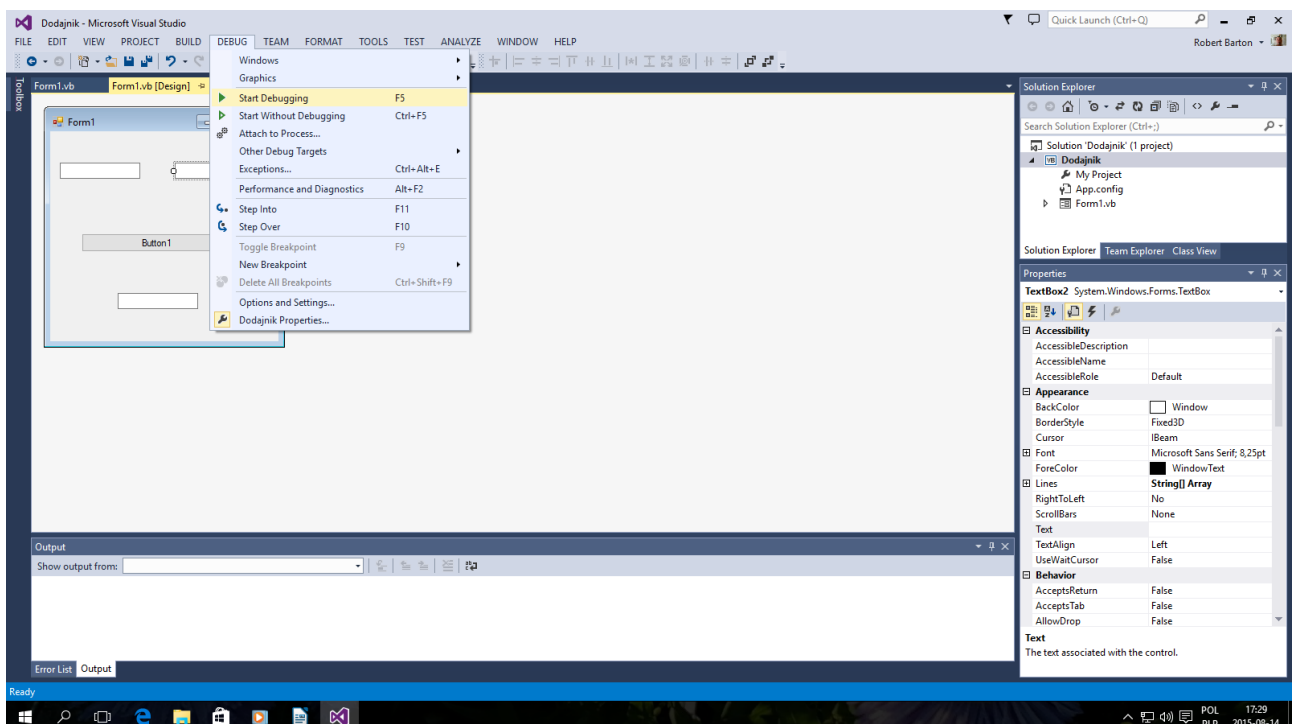 Dodajnik - Microsoft Visual Studio
Quick Launch (Ctrl+Q)
FILE EDIT VIEW PROJECT BUILD DEBUG TEAM FORMAT TOOLS TEST ANALYZE WINDOW HELP
Robert Barton
Toolbox
Form1.vb
Form1.vb [Design]
Form1
Button1
Windows
Graphics
Start Debugging F5
Start Without Debugging Ctrl+F5
Attach to Process...
Other Debug Targets
Exceptions... Ctrl+Alt+E
Performance and Diagnostics Alt+F2
Step Into F11
Step Over F10
Toggle Breakpoint F9
New Breakpoint
Delete All Breakpoints Ctrl+Shift+F9
Options and Settings...
Dodajnik Properties...
Solution Explorer
Search Solution Explorer (Ctrl+;)
Solution 'Dodajnik' (1 project)
VB Dodajnik
My Project
App.config
Form1.vb
Solution Explorer Team Explorer Class View
Properties
TextBox2 System.Windows.Forms.TextBox
Accessibility
AccessibleDescription
AccessibleName
AccessibleRole Default
Appearance
BackColor Window
BorderStyle Fixed3D
Cursor IBeam
Font Microsoft Sans Serif; 8,25pt
ForeColor WindowText
Lines String[] Array
RightToLeft No
ScrollBars None
Text
TextAlign Left
UseWaitCursor False
Behavior
AcceptsReturn False
AcceptsTab False
AllowDrop False
Text
The text associated with the control.
Output
Show output from:
Error List Output
Ready
POL 17:29
2015-08-14